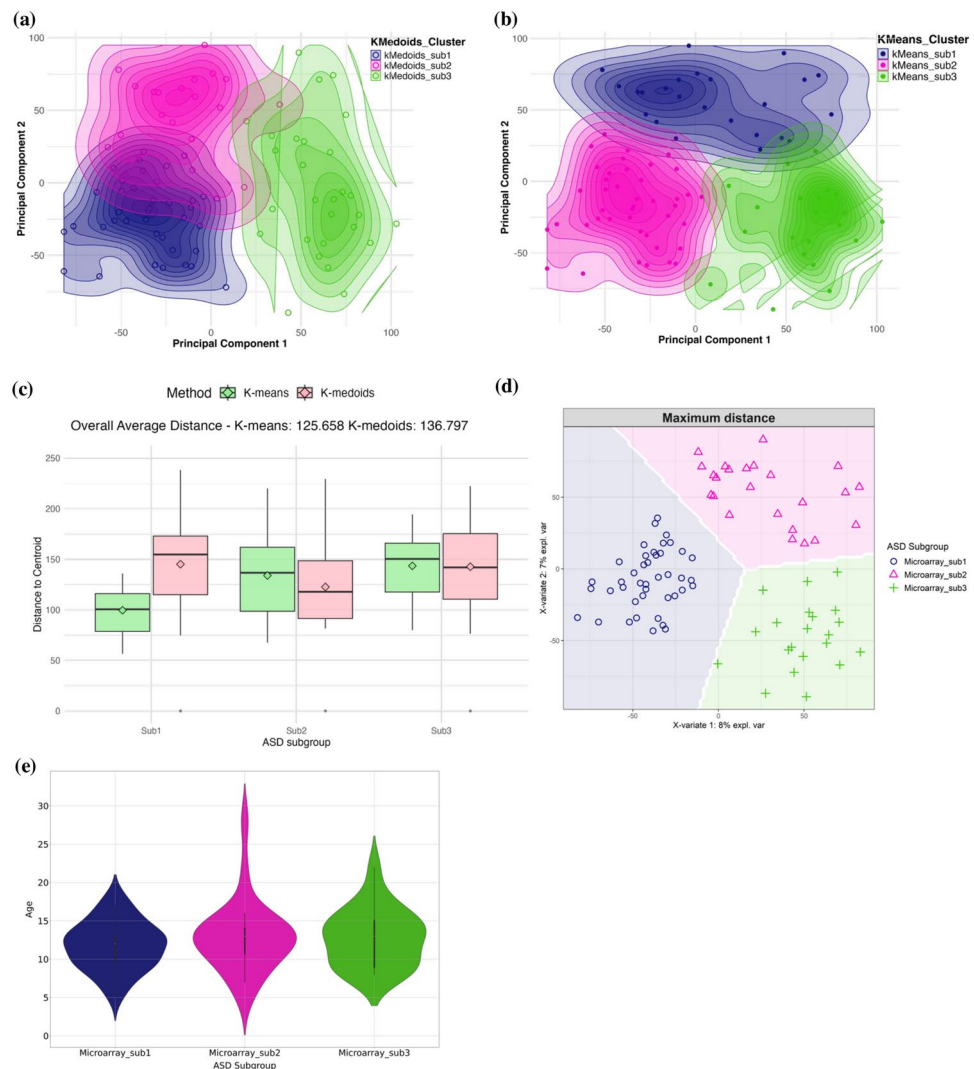 (a)
KMedoids_Cluster
kMedoids_sub1
kMedoids_sub2
kMedoids_sub3
100
50
0
-50
Principal Component 2
-50
0
50
100
Principal Component 1
(b)
KMeans_Cluster
kMeans_sub1
kMeans_sub2
kMeans_sub3
100
50
0
-50
Principal Component 2
-50
0
50
100
Principal Component 1
(c)
Method K-means K-medoids
Overall Average Distance - K-means: 125.658 K-medoids: 136.797
250
200
150
100
50
0
Distance to Centroid
Sub1
Sub2
Sub3
ASD subgroup
(d)
Maximum distance
50
0
-50
X-variate 2: 7% expl. var
-50
0
50
X-variate 1: 8% expl. var
ASD Subgroup
Microarray_sub1
Microarray_sub2
Microarray_sub3
(e)
30
25
20
15
10
5
0
Age
Microarray_sub1
Microarray_sub2
Microarray_sub3
ASD Subgroup